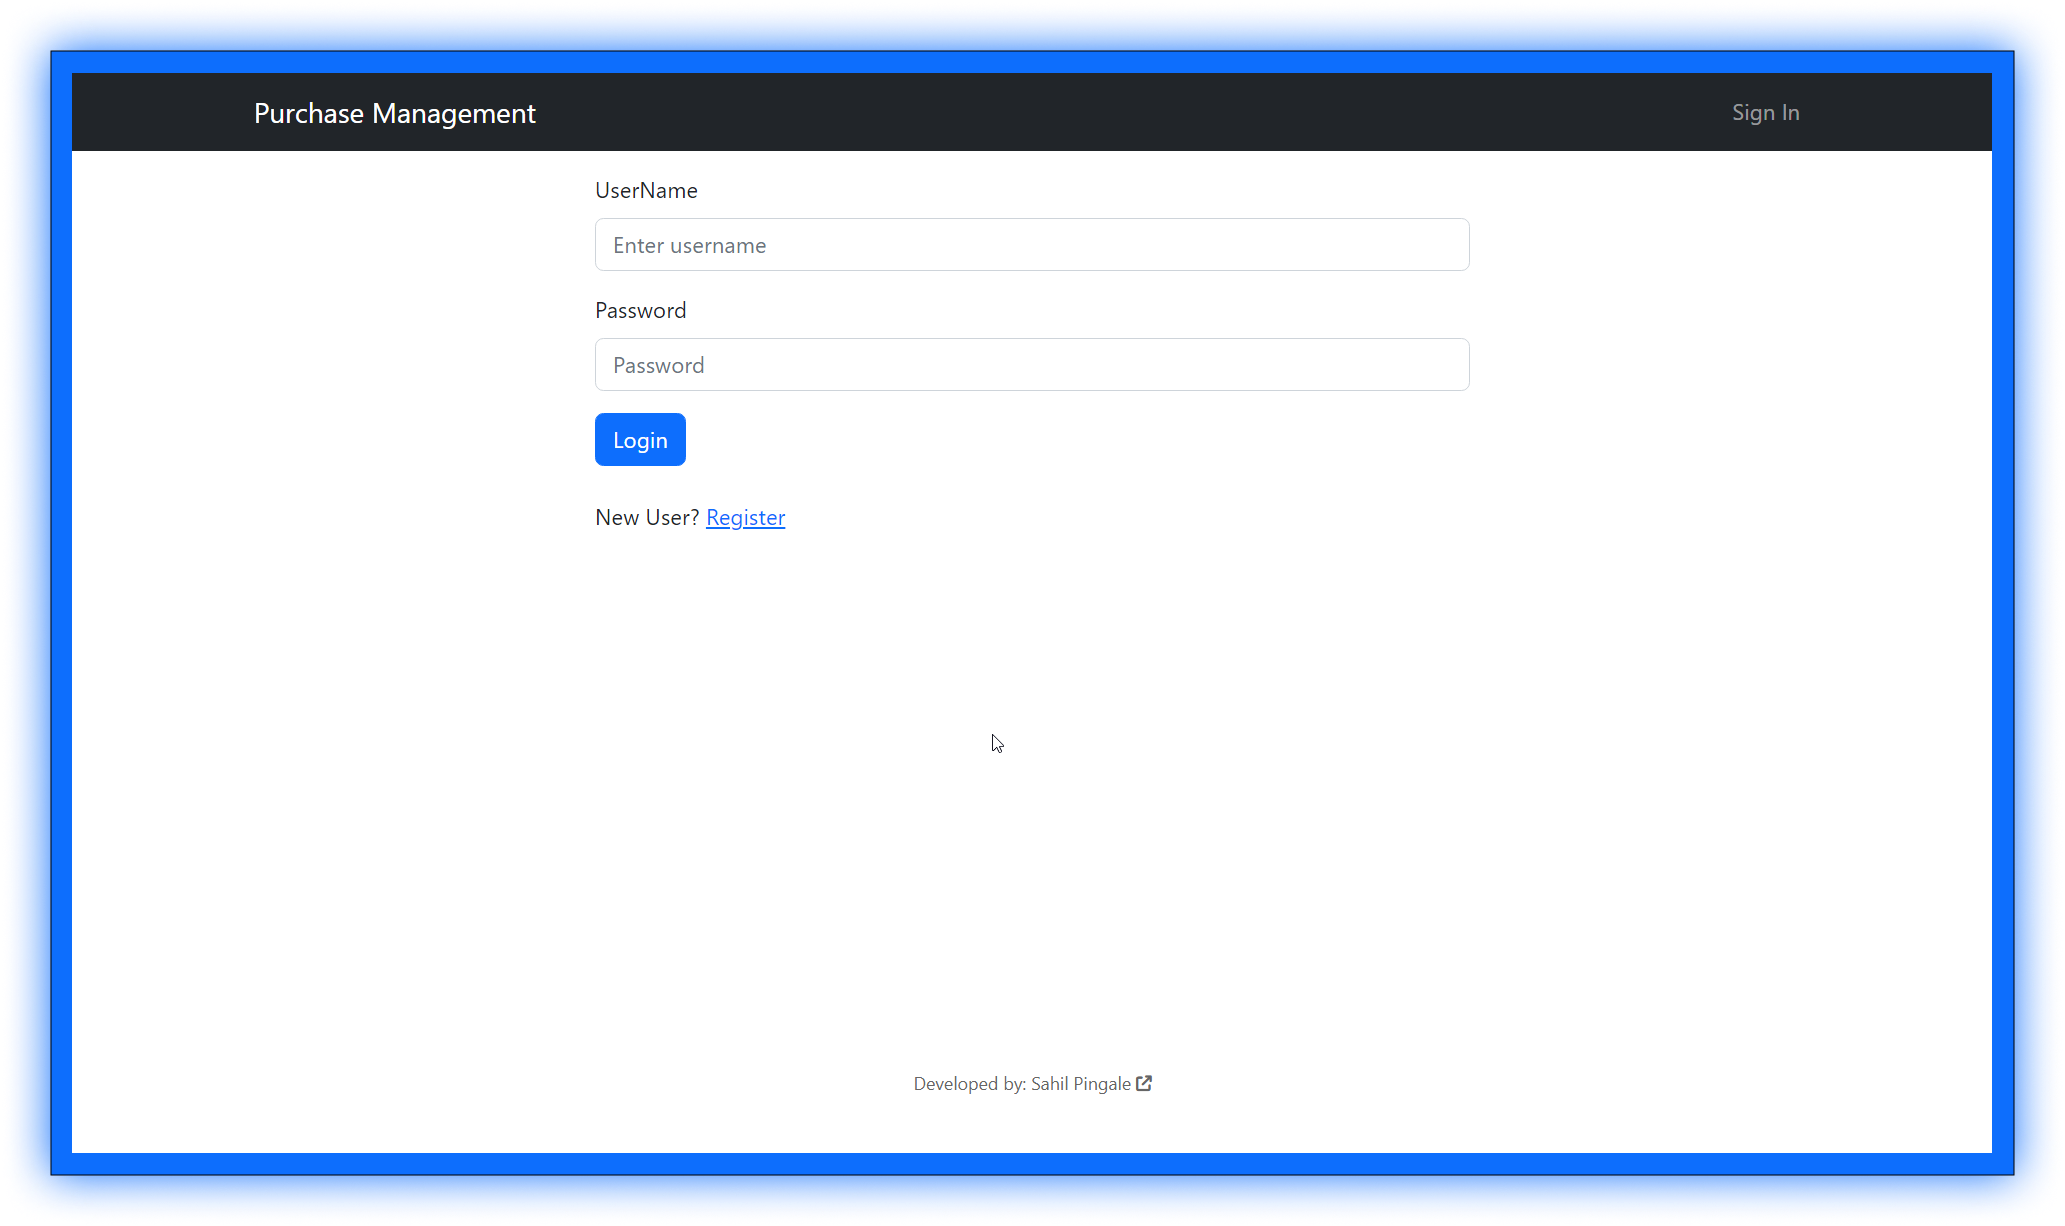 Purchase Management Sign In
UserName
Enter username
Password
Password
Login
New User? Register
Developed by: Sahil Pingale